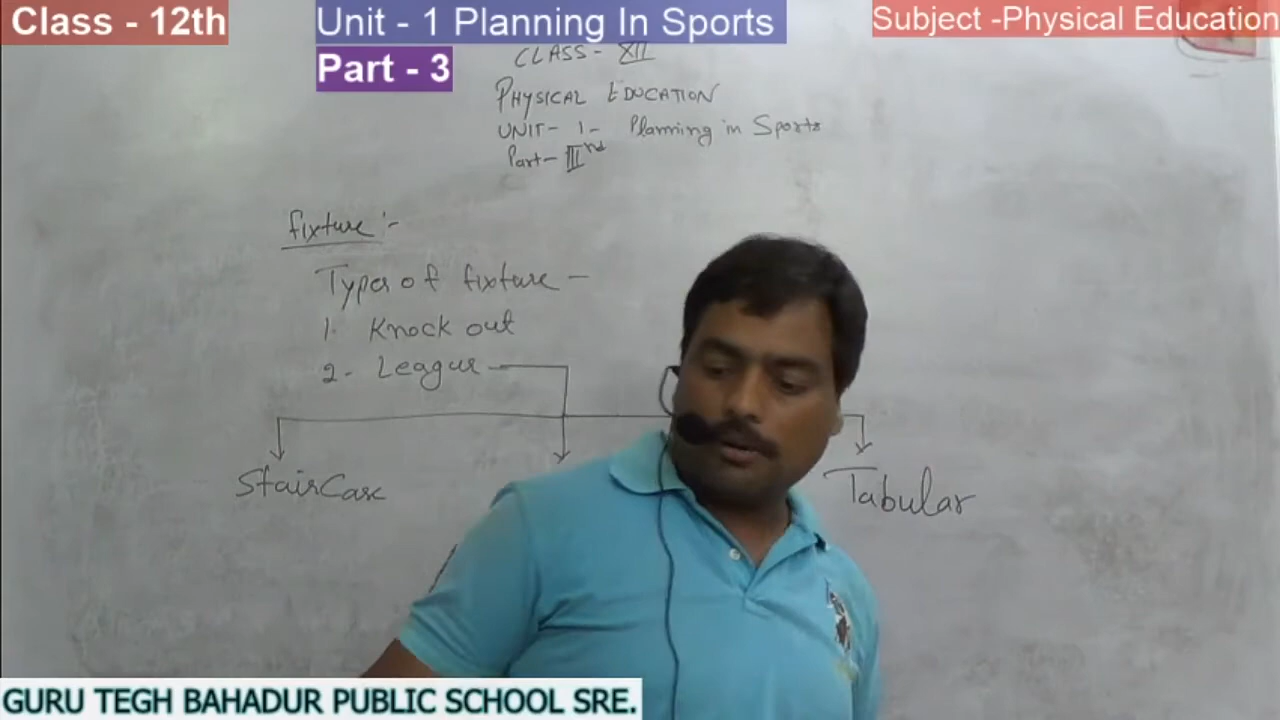 Class - 12th
Unit - 1 Planning In Sports
Subject -Physical Education
Part - 3
CLASS - XII
PHYSICAL EDUCATION
UNIT - 1 - Planning in Sports
Part - IIIrd
fixture :-
Types of fixture -
1. Knock out
2. League
StairCase
Tabular
GURU TEGH BAHADUR PUBLIC SCHOOL SRE.